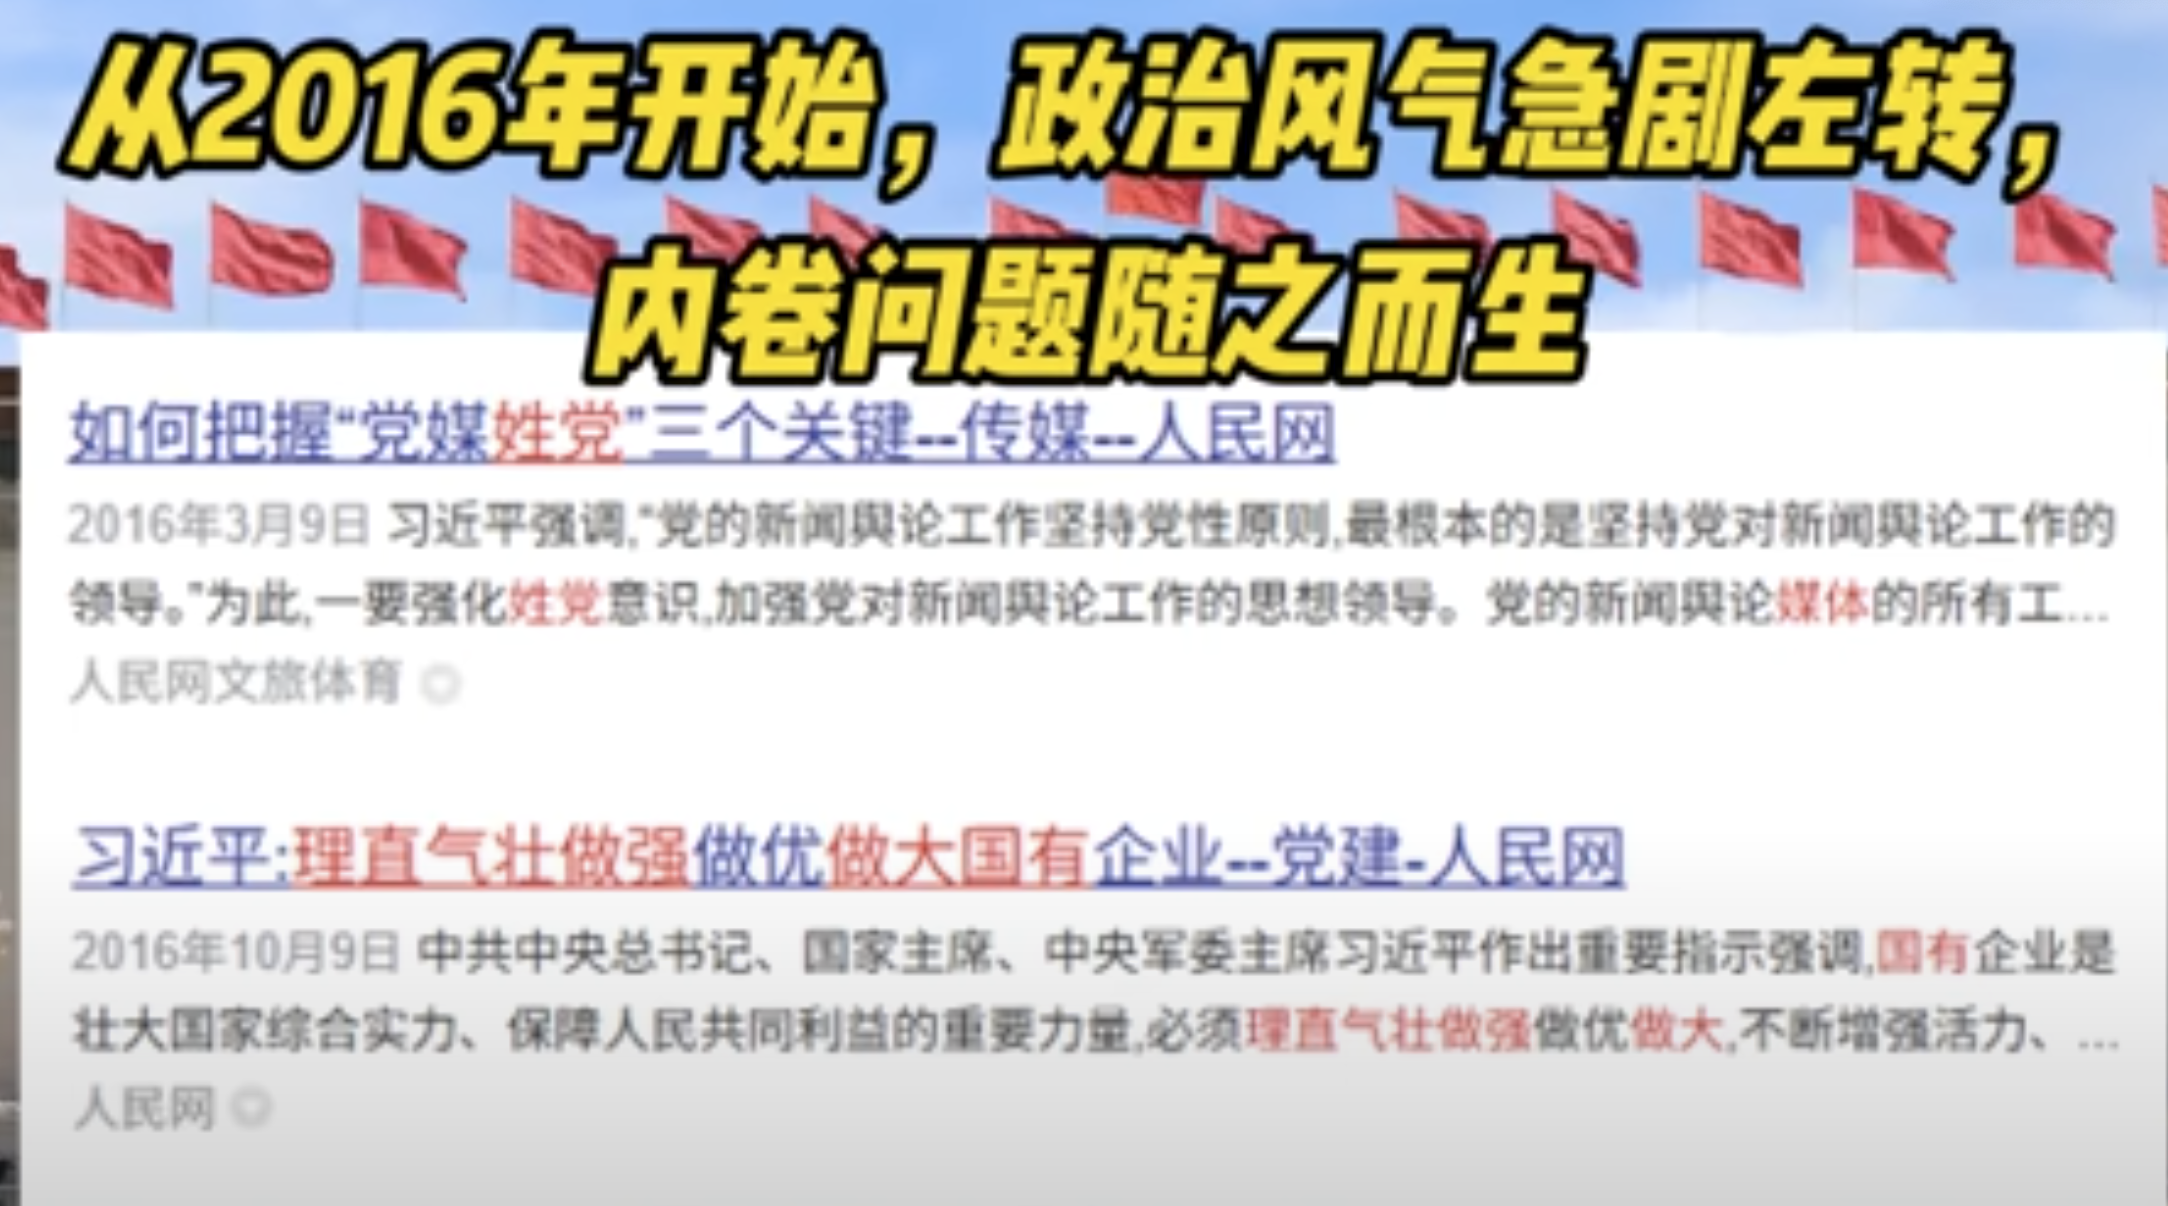 从2016年开始，政治风气急剧左转，
内卷问题随之而生
如何把握“党媒姓党”三个关键--传媒--人民网
2016年3月9日 习近平强调,“党的新闻舆论工作坚持党性原则,最根本的是坚持党对新闻舆论工作的
领导。”为此,一要强化姓党意识,加强党对新闻舆论工作的思想领导。党的新闻舆论媒体的所有工...
人民网文旅体育
习近平:理直气壮做强做优做大国有企业--党建-人民网
2016年10月9日 中共中央总书记、国家主席、中央军委主席习近平作出重要指示强调,国有企业是
壮大国家综合实力、保障人民共同利益的重要力量,必须理直气壮做强做优做大,不断增强活力、...
人民网